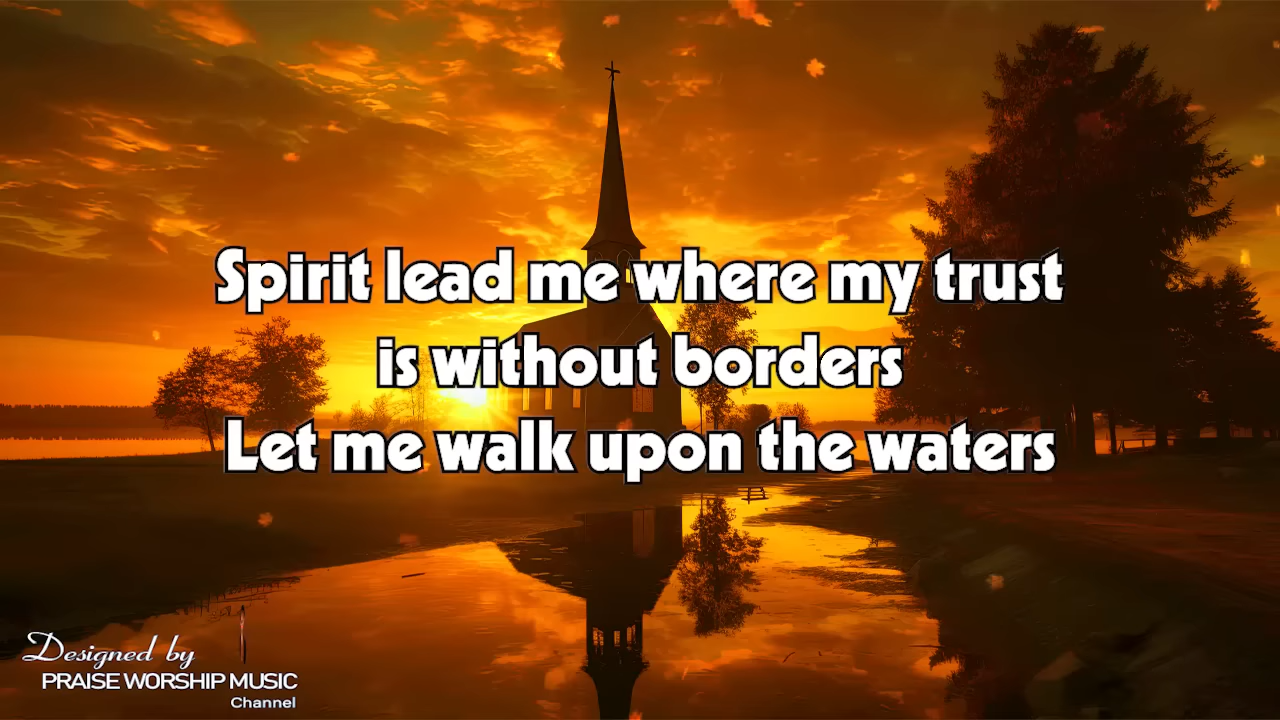 Spirit lead me where my trust
is without borders
Let me walk upon the waters
Designed by
PRAISE WORSHIP MUSIC
Channel